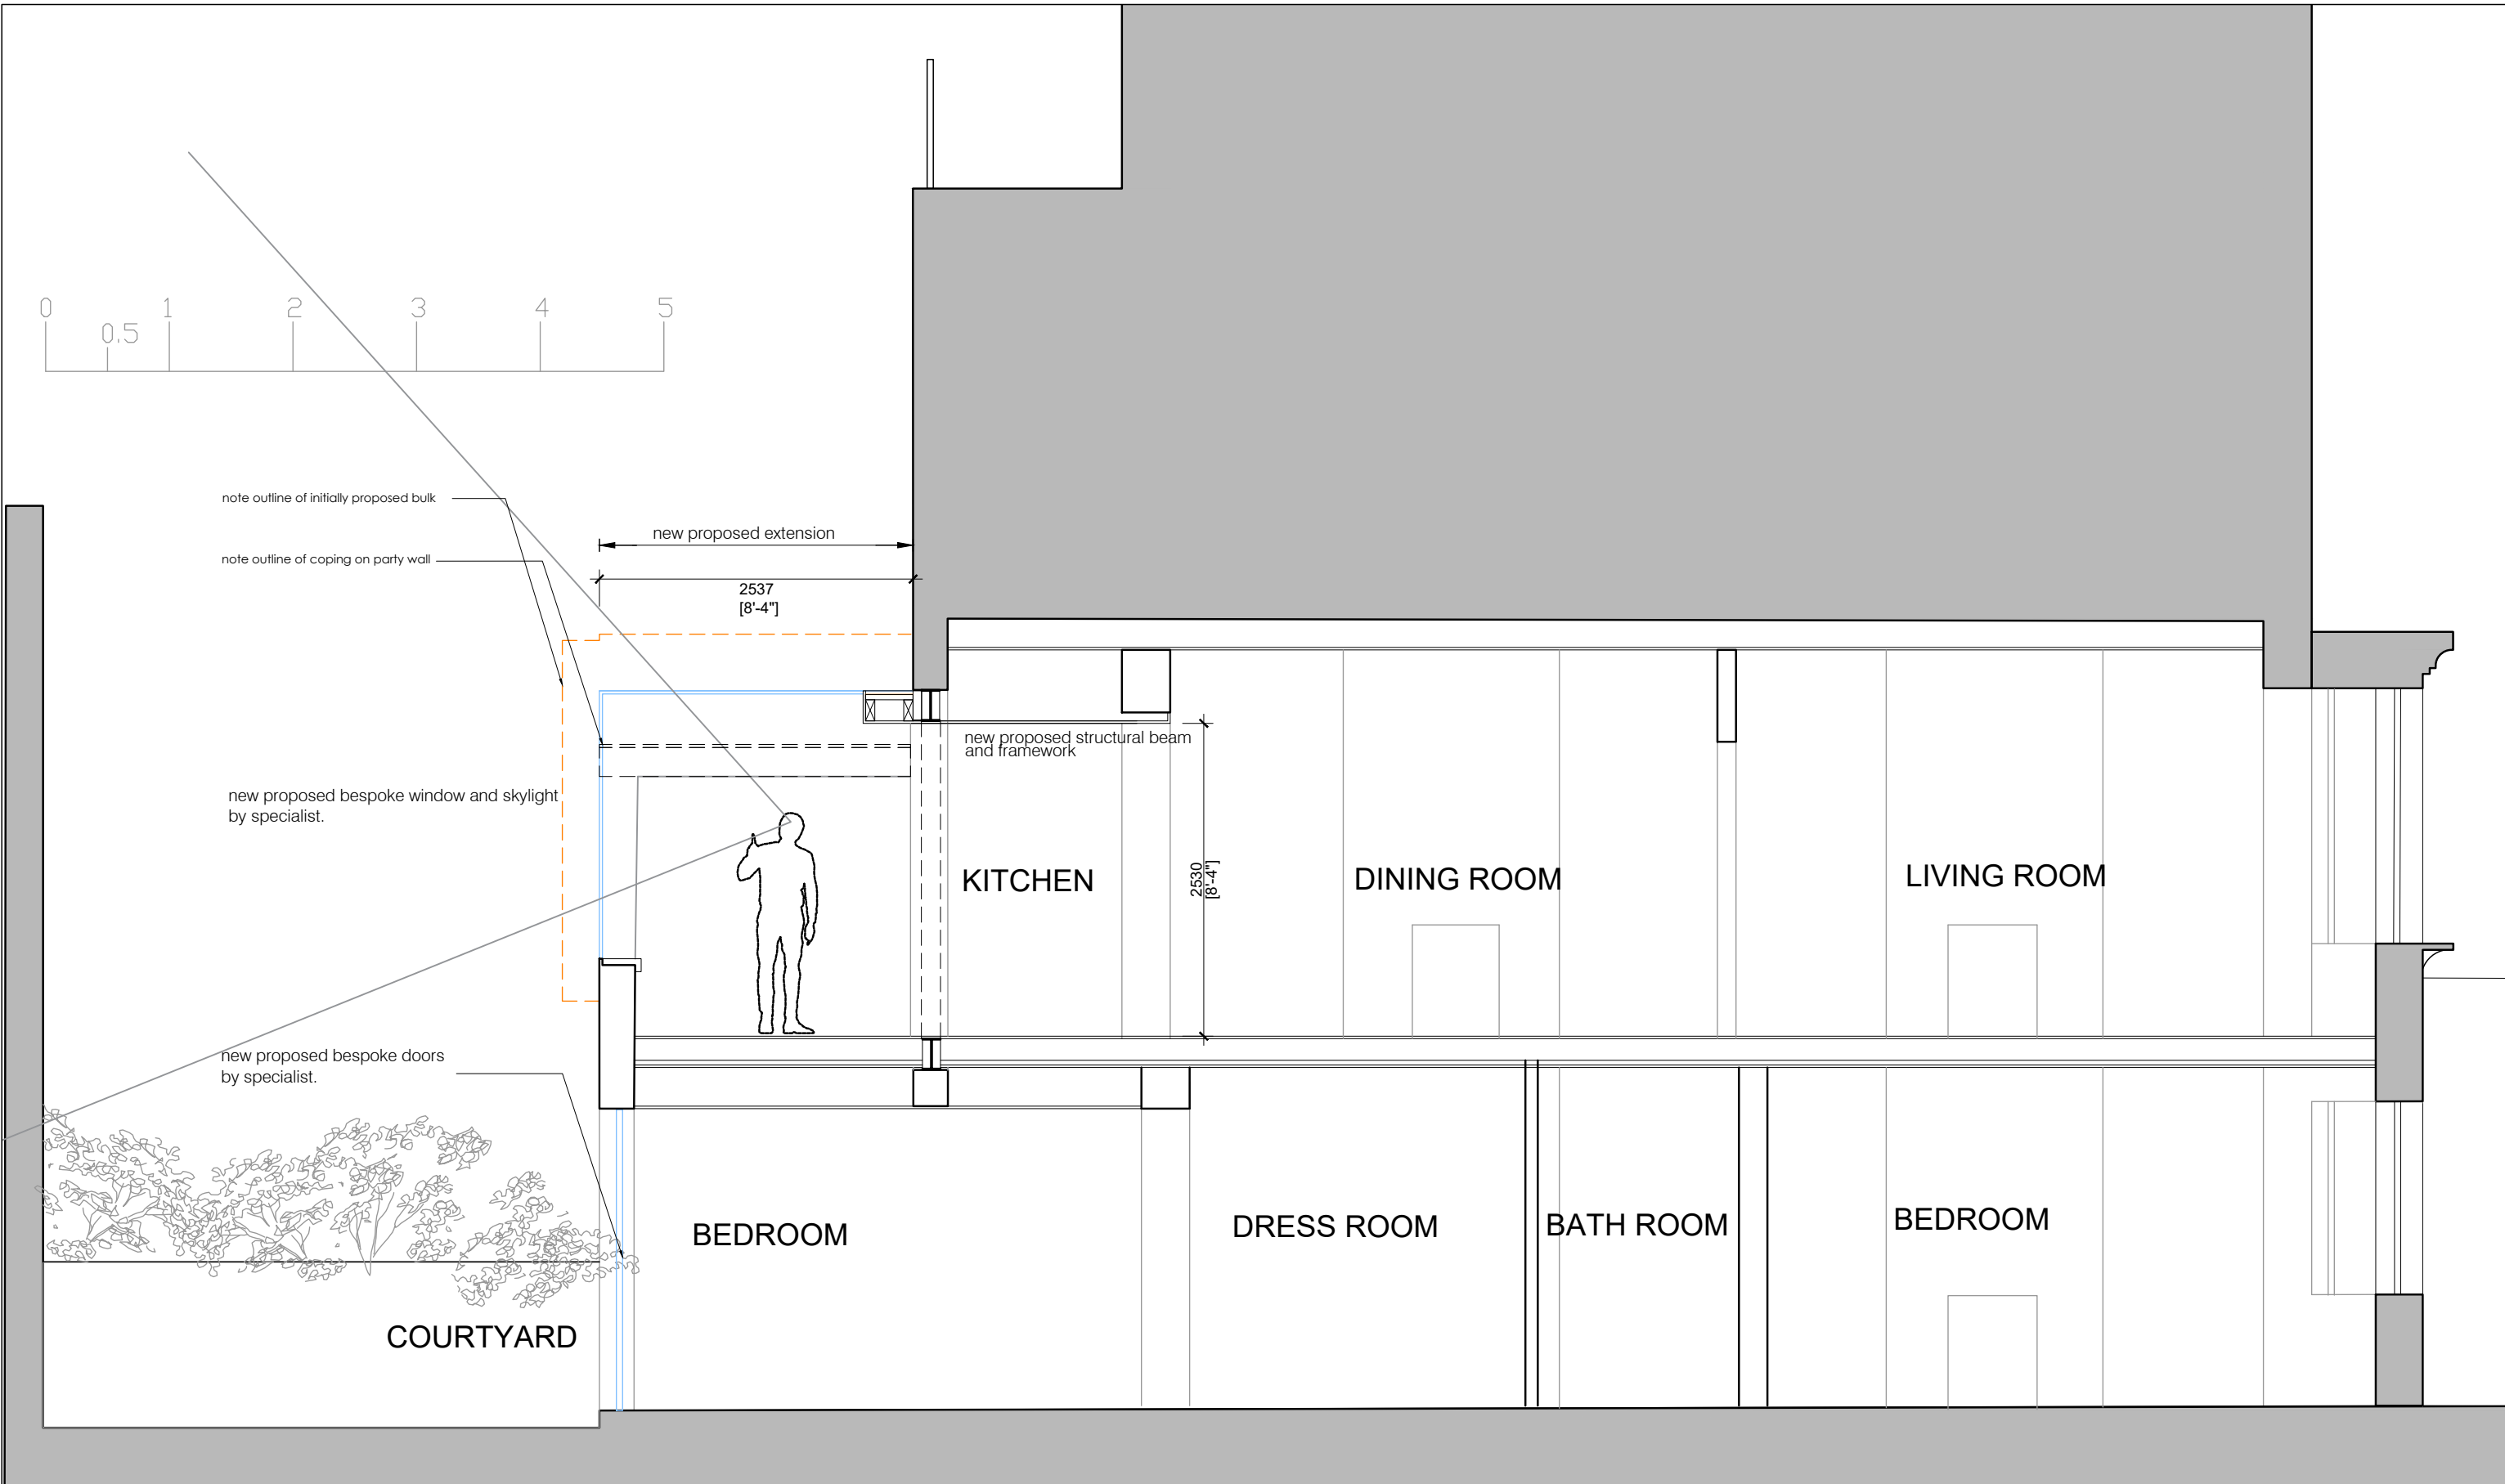 0
0.5
1
2
3
4
5
note outline of initially proposed bulk
new proposed extension
note outline of coping on party wall
2537
[8'-4"]
new proposed structural beam
and framework
new proposed bespoke window and skylight
by specialist.
2530
[8'-4"]
KITCHEN
DINING ROOM
LIVING ROOM
new proposed bespoke doors
by specialist.
BEDROOM
DRESS ROOM
BATH ROOM
BEDROOM
COURTYARD